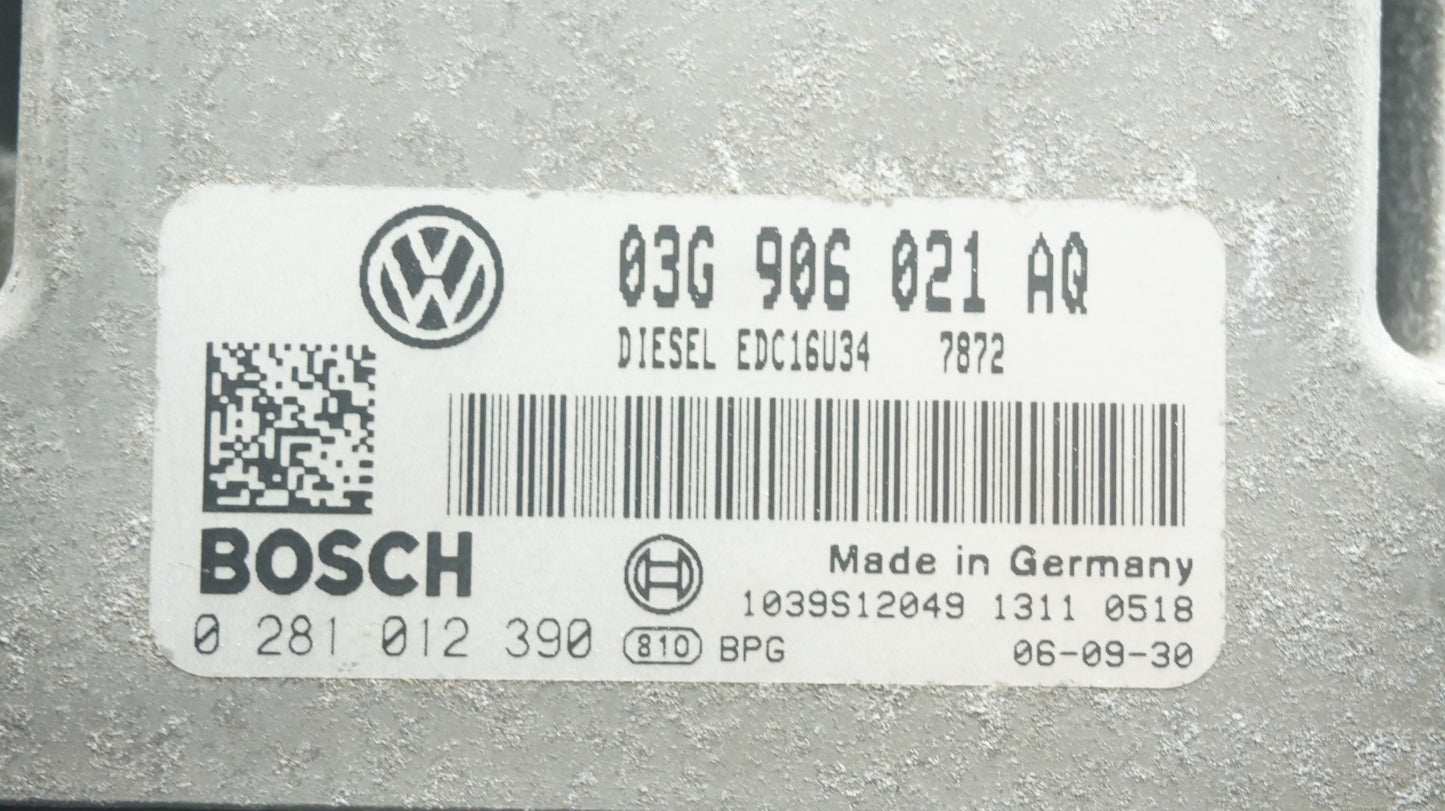 03G 906 021 AQ
DIESEL EDC16U34 7872
BOSCH
Made in Germany
1039S12049 1311 0518
0 281 012 390 810 BPG 06-09-30